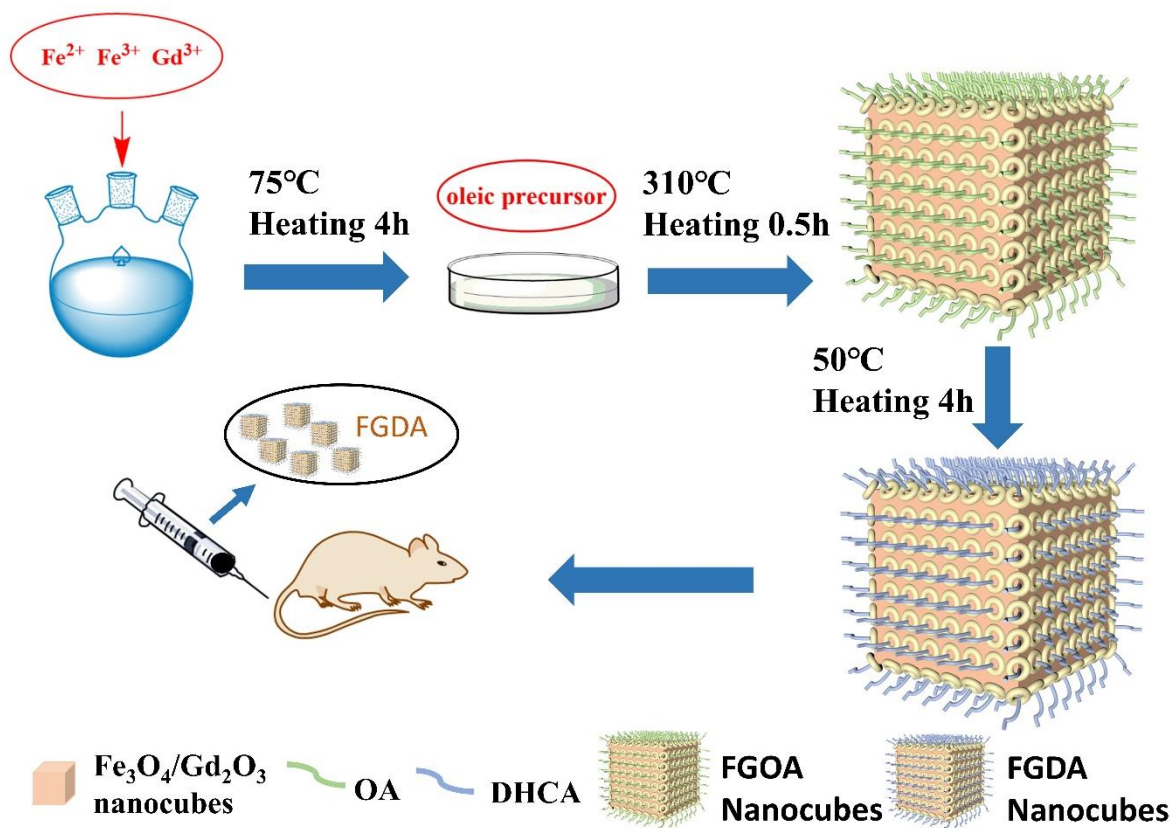 Fe²⁺ Fe³⁺ Gd³⁺
75℃
Heating 4h
oleic precursor
310℃
Heating 0.5h
50℃
Heating 4h
FGDA
Fe₃O₄/Gd₂O₃
nanocubes
OA
DHCA
FGOA
Nanocubes
FGDA
Nanocubes